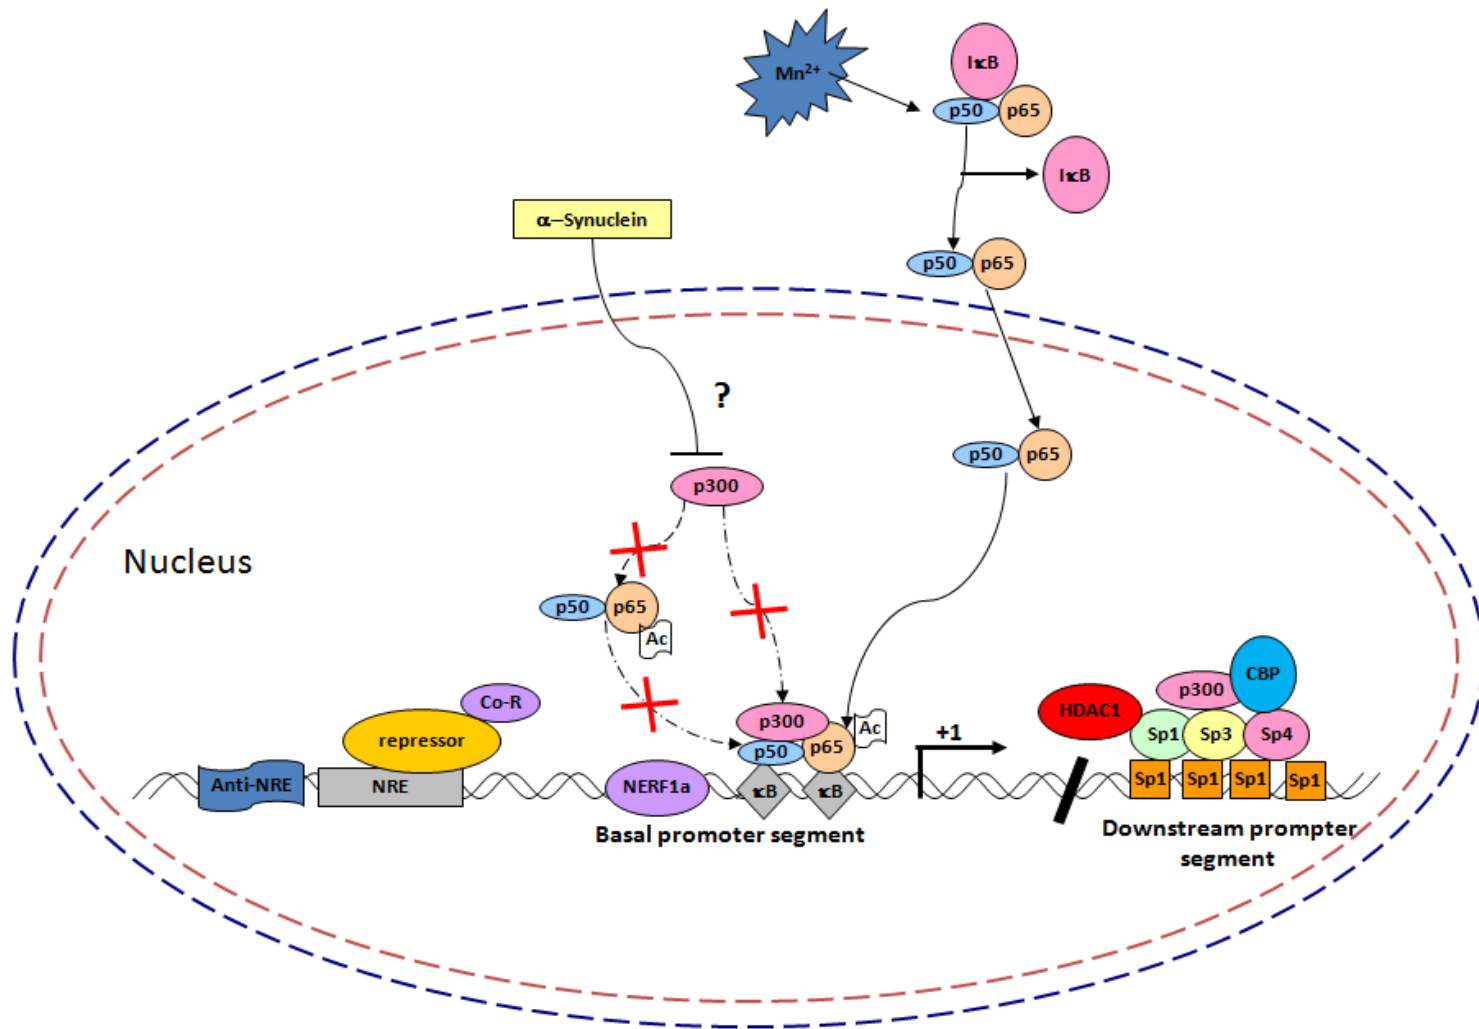 Mn²⁺
IκB
p50
p65
IκB
α–Synuclein
p50
p65
?
p50
p65
p300
Nucleus
p50
p65
Ac
Co-R
repressor
p300
p50
p65
Ac
+1
HDAC1
p300
CBP
Sp1
Sp3
Sp4
Anti-NRE
NRE
NERF1a
κB
κB
Sp1
Sp1
Sp1
Sp1
Basal promoter segment
Downstream prompter
segment